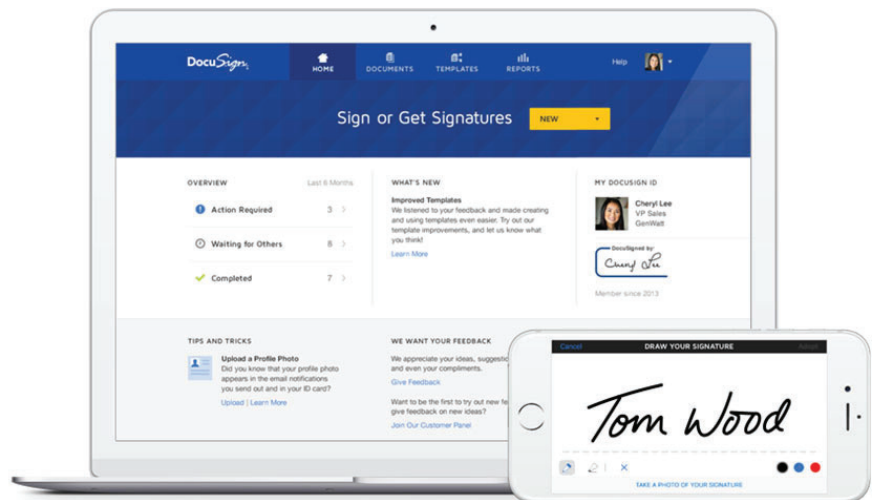 DocuSign
HOME
DOCUMENTS
TEMPLATES
REPORTS
Help
Sign or Get Signatures
NEW
OVERVIEW
Last 6 Months
Action Required 3
Waiting for Others 8
Completed 7
WHAT'S NEW
Improved Templates
We listened to your feedback and made creating
and using templates even easier. Try out our
template improvements, and let us know what
you think!
Learn More
MY DOCUSIGN ID
Cheryl Lee
VP Sales
GenWatt
DocuSigned by:
Cheryl Lee
Member since 2013
TIPS AND TRICKS
Upload a Profile Photo
Did you know that your profile photo
appears in the email notifications
you send out and in your ID card?
Upload | Learn More
WE WANT YOUR FEEDBACK
We appreciate your ideas,
and even your compliments.
Give Feedback
Want to be the first to try out new
give feedback on new ideas?
Join Our Customer Panel
Cancel
DRAW YOUR SIGNATURE
Adopt
Tom Wood
TAKE A PHOTO OF YOUR SIGNATURE